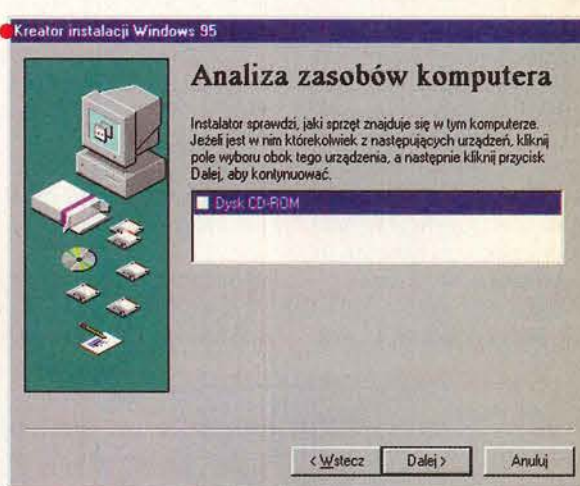 Kreator instalacji Windows 95
Analiza zasobów komputera
Instalator sprawdzi, jaki sprzęt znajduje się w tym komputerze.
Jeżeli jest w nim którekolwiek z następujących urządzeń, kliknij
pole wyboru obok tego urządzenia, a następnie kliknij przycisk
Dalej, aby kontynuować.
Dysk CD-ROM
< Wstecz
Dalej >
Anuluj